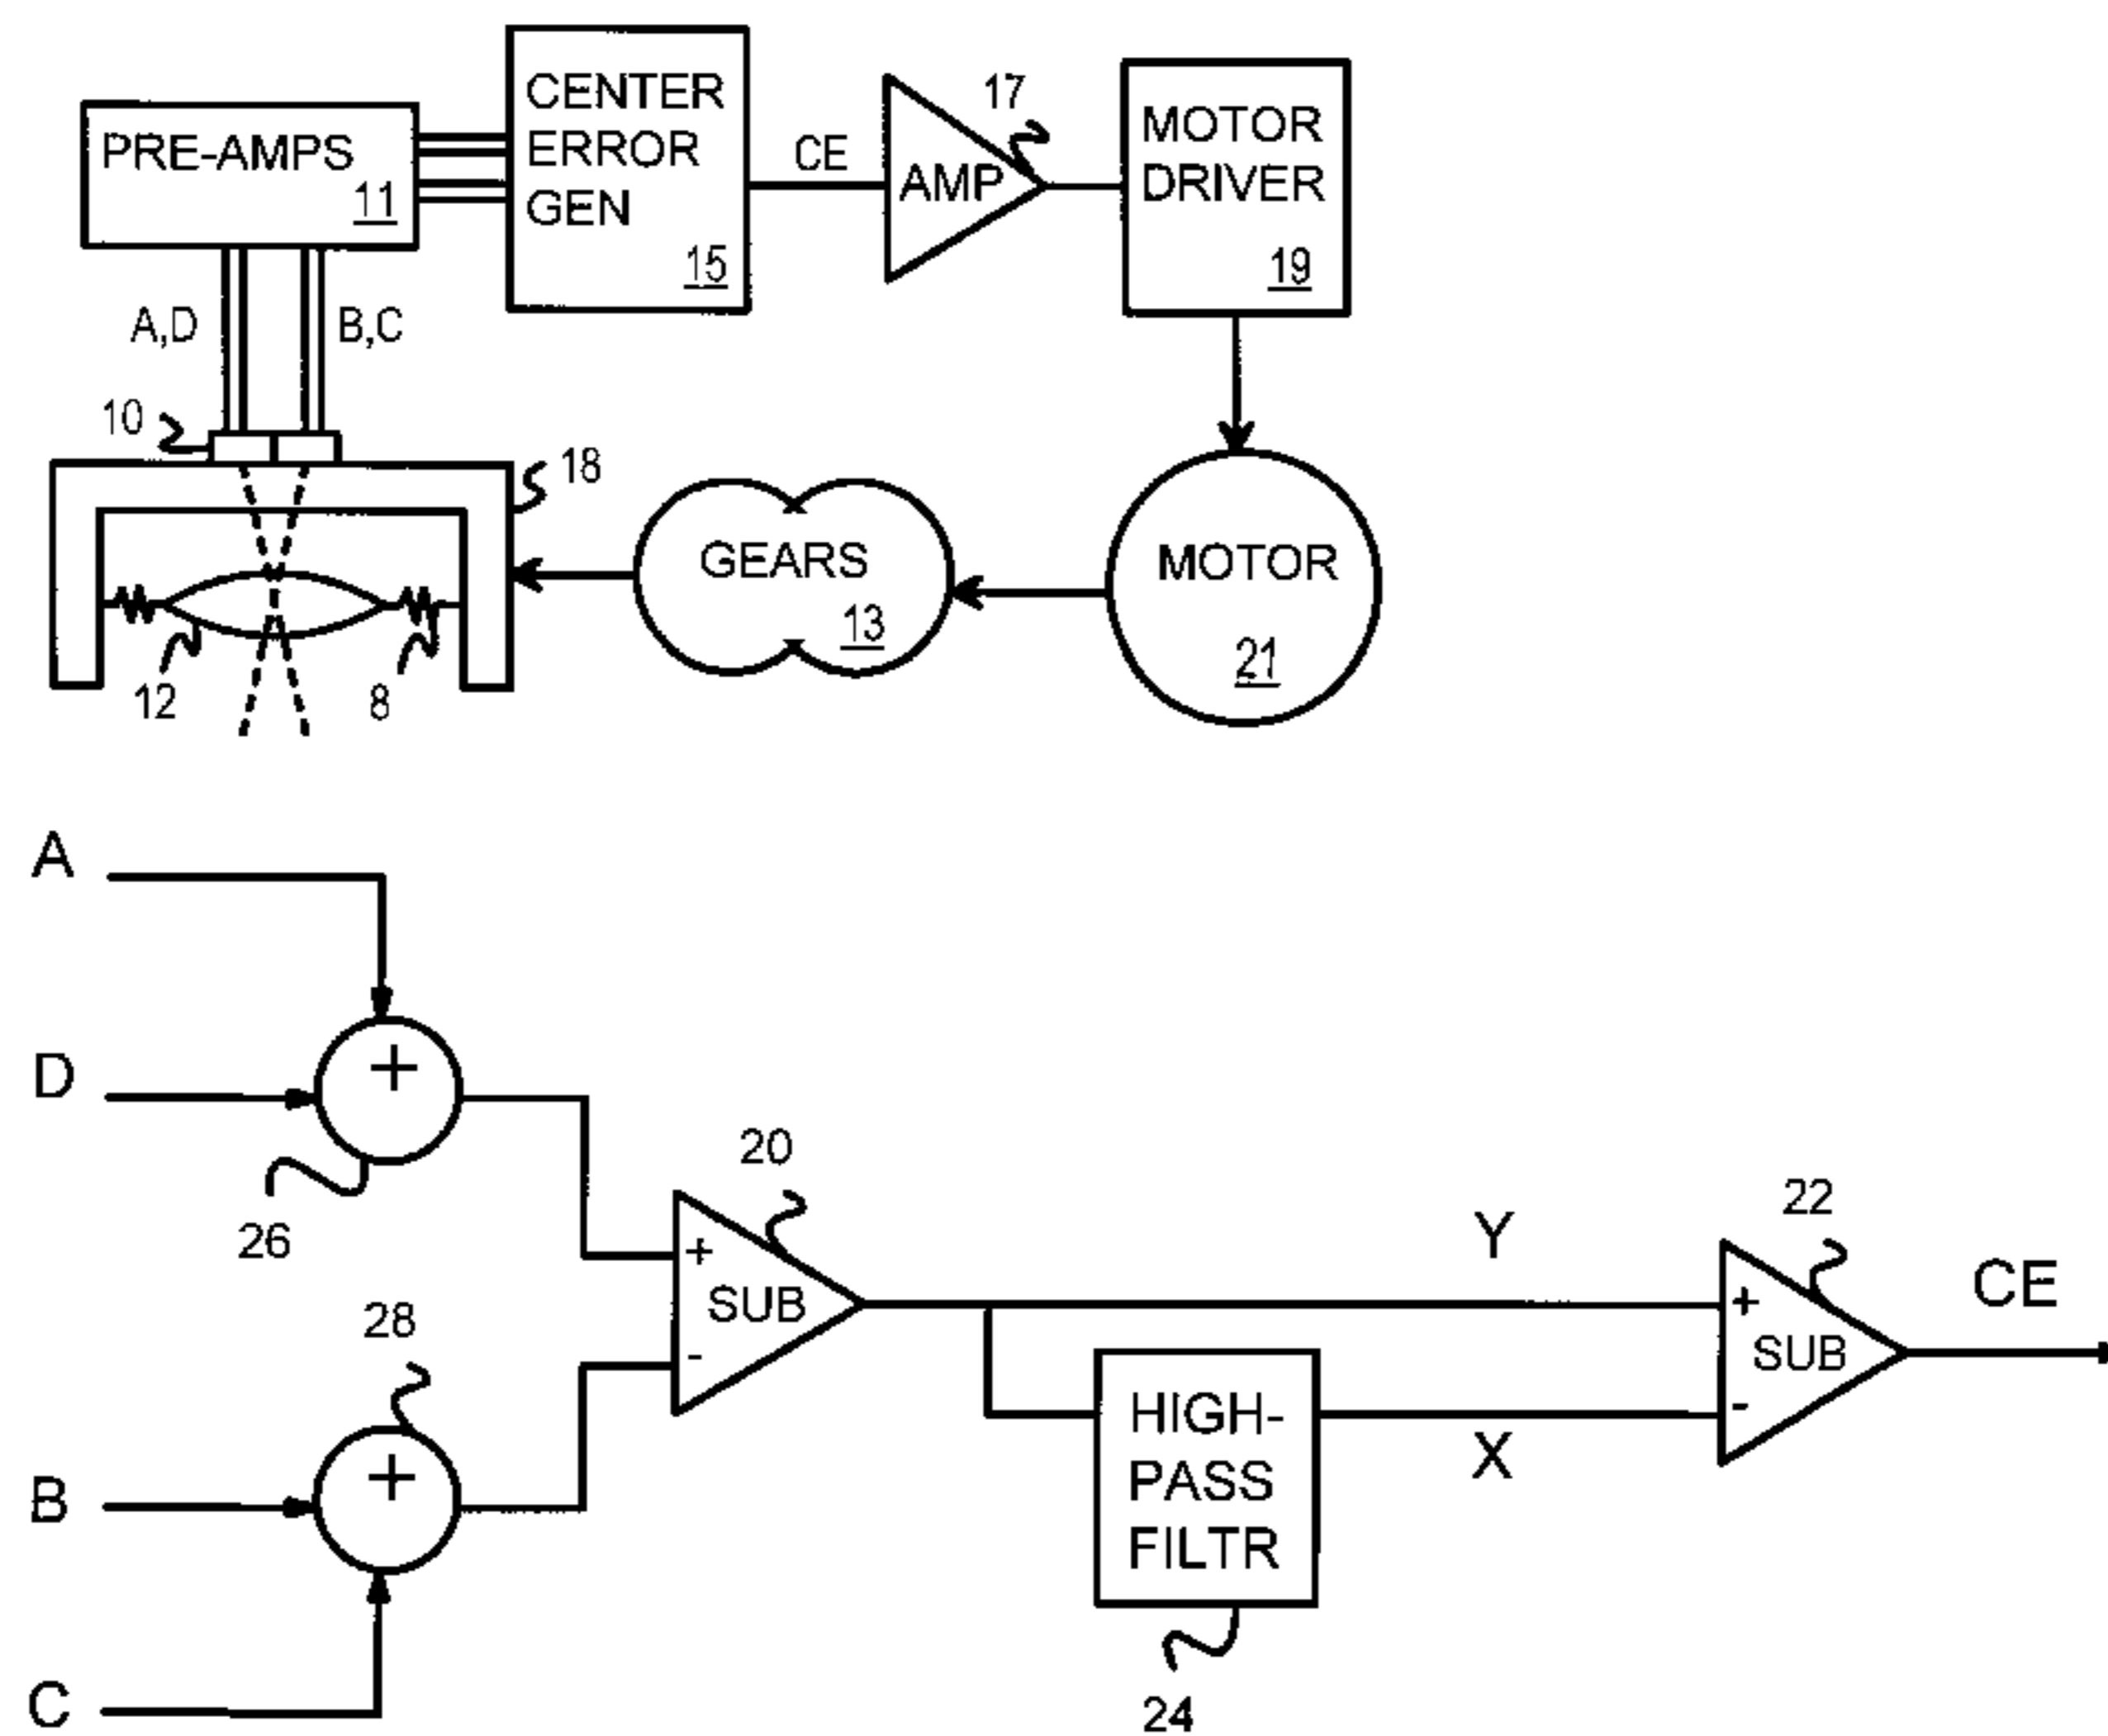 PRE-AMPS
11
CENTER
ERROR
GEN
15
CE
17
AMP
MOTOR
DRIVER
19
A,D
B,C
10
18
GEARS
13
MOTOR
21
12
8
A
D
+
26
20
+
SUB
-
28
B
+
C
Y
HIGH-
PASS
FILTR
X
24
22
+
SUB
-
CE